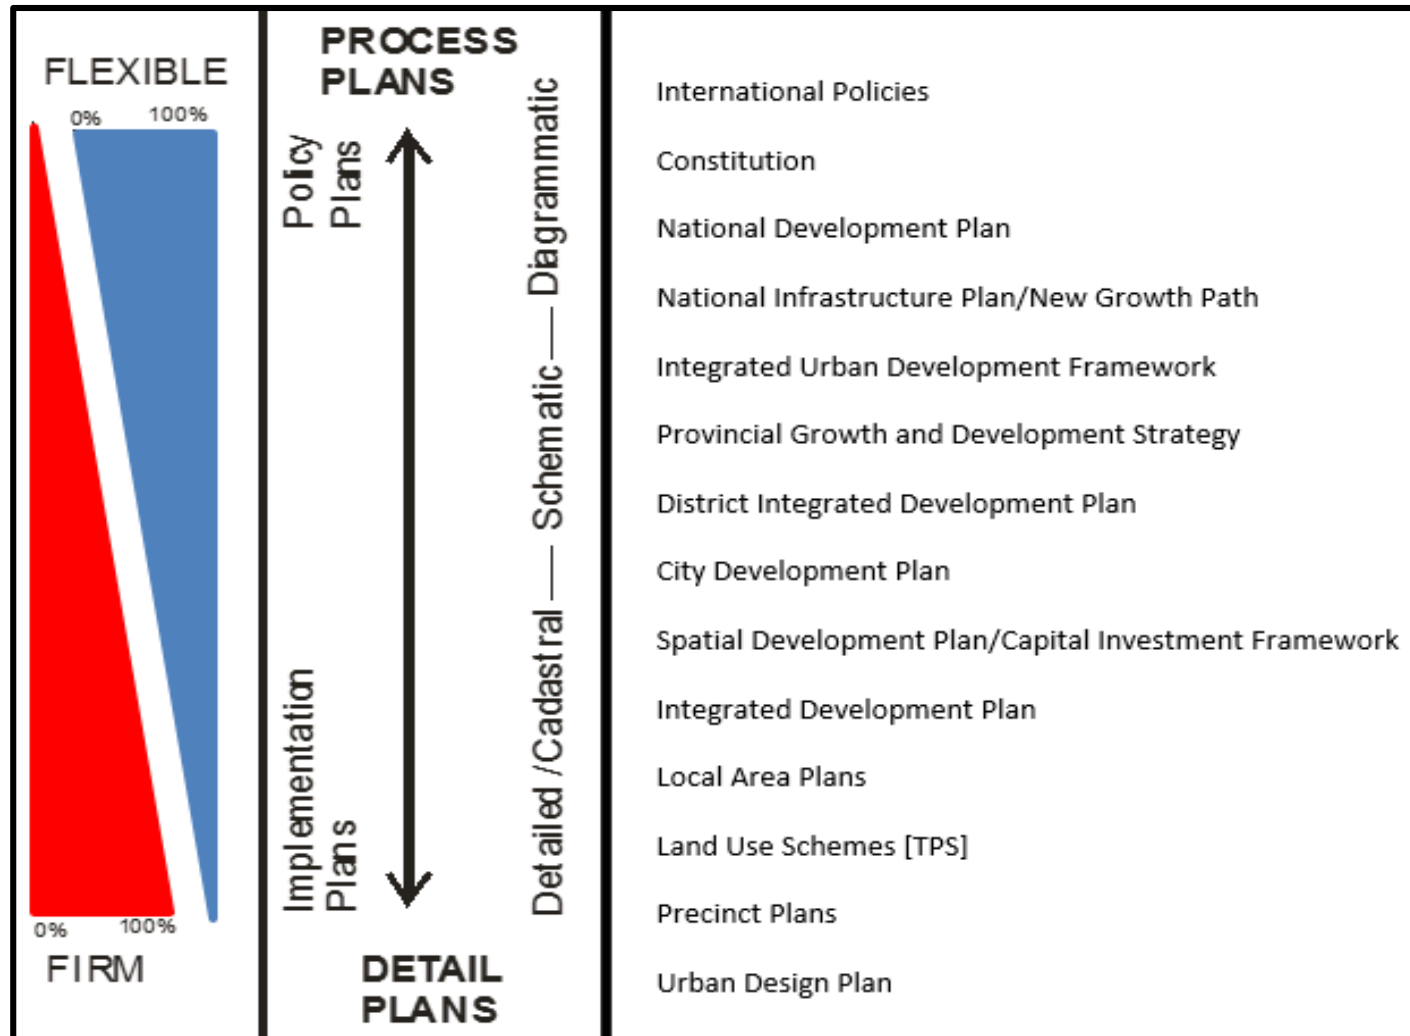 FLEXIBLE
0%
100%
0%
100%
FIRM
PROCESS
PLANS
Policy
Plans
Implementation
Plans
Detailed /Cadastral — Schematic — Diagrammatic
DETAIL
PLANS
International Policies
Constitution
National Development Plan
National Infrastructure Plan/New Growth Path
Integrated Urban Development Framework
Provincial Growth and Development Strategy
District Integrated Development Plan
City Development Plan
Spatial Development Plan/Capital Investment Framework
Integrated Development Plan
Local Area Plans
Land Use Schemes [TPS]
Precinct Plans
Urban Design Plan